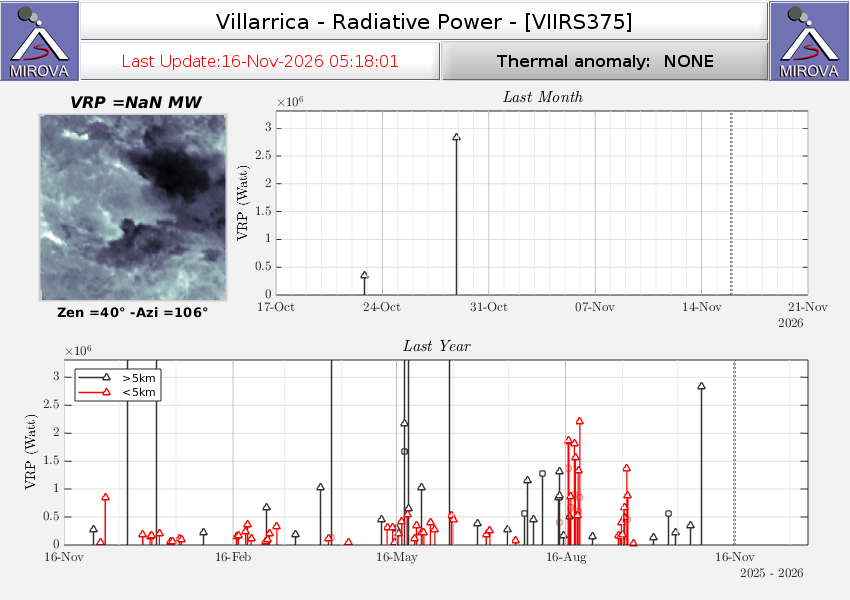 Villarrica - Radiative Power - [VIIRS375]
MIROVA
Last Update:16-Nov-2026 05:18:01
Thermal anomaly: NONE
MIROVA
VRP =NaN MW
Zen =40° -Azi =106°
Last Month
×10⁶
VRP (Watt)
3
2.5
2
1.5
1
0.5
0
17-Oct 24-Oct 31-Oct 07-Nov 14-Nov 21-Nov
2026
Last Year
×10⁶
VRP (Watt)
3
2.5
2
1.5
1
0.5
0
>5km
<5km
16-Nov 16-Feb 16-May 16-Aug 16-Nov
2025 - 2026